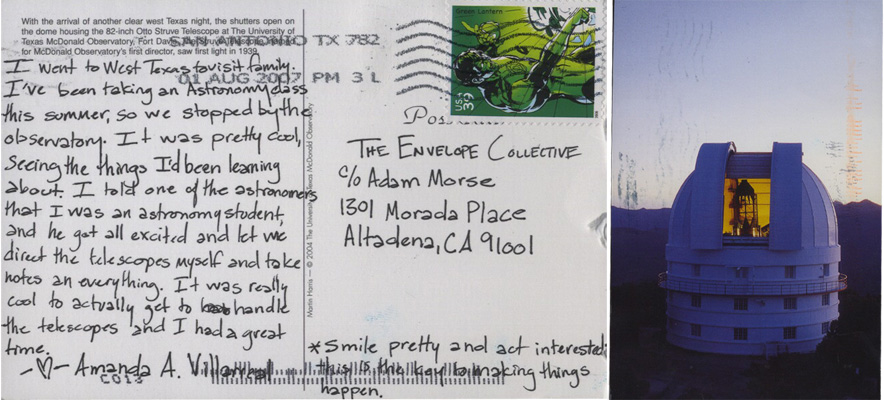 With the arrival of another clear west Texas night, the shutters open on
the dome housing the 82-inch Otto Struve Telescope at The University of
Texas McDonald Observatory, Fort Davis.
for McDonald Observatory's first director, saw first light in 1939.
SAN ANTONIO TX 782
01 AUG 2007 PM 3 L
I went to West Texas to visit family.
I've been taking an Astronomy class
this summer, so we stopped by the
observatory. It was pretty cool,
seeing the things I'd been learning
about. I told one of the astronomers
that I was an astronomy student,
and he got all excited and let me
direct the telescopes myself and take
notes an everything. It was really
cool to actually get to handle
the telescopes and I had a great
time.
-♡- Amanda A. Villarreal
C013
Martin Harris — © 2004 The University of Texas McDonald Observatory
Green Lantern
USA 39
Pos
The Envelope Collective
c/o Adam Morse
1301 Morada Place
Altadena, CA 91001
*Smile pretty and act interested;
this is the key to making things
happen.